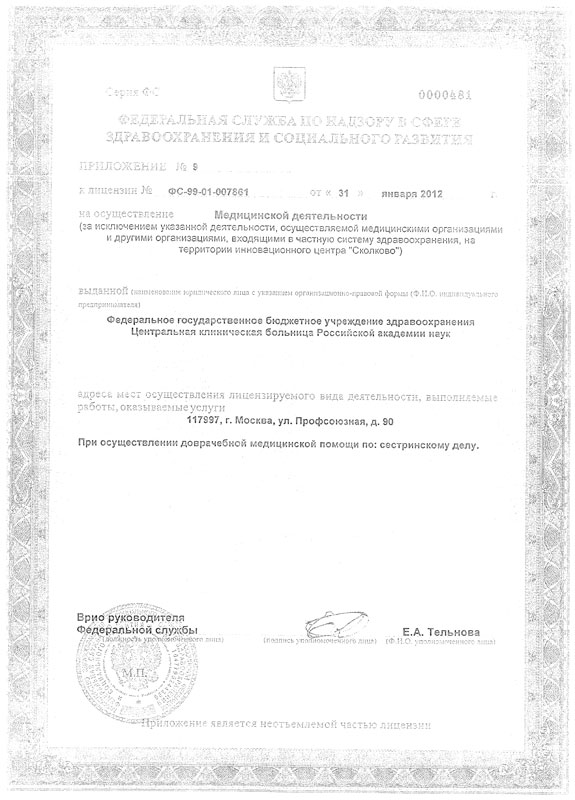 Серия ФС 0000481
ФЕДЕРАЛЬНАЯ СЛУЖБА ПО НАДЗОРУ В СФЕРЕ
ЗДРАВООХРАНЕНИЯ И СОЦИАЛЬНОГО РАЗВИТИЯ
ПРИЛОЖЕНИЕ № 9
к лицензии № ФС-99-01-007861 от « 31 » января 2012 г.
на осуществление Медицинской деятельности
(за исключением указанной деятельности, осуществляемой медицинскими организациями
и другими организациями, входящими в частную систему здравоохранения, на
территории инновационного центра "Сколково")
выданной (наименование юридического лица с указанием организационно-правовой формы (Ф.И.О. индивидуального
предпринимателя)
Федеральное государственное бюджетное учреждение здравоохранения
Центральная клиническая больница Российской академии наук
адреса мест осуществления лицензируемого вида деятельности, выполняемые
работы, оказываемые услуги
117997, г. Москва, ул. Профсоюзная, д. 90
При осуществлении доврачебной медицинской помощи по: сестринскому делу.
Врио руководителя
Федеральной службы Е.А. Тельнова
(должность уполномоченного лица) (подпись уполномоченного лица) (Ф.И.О. уполномоченного лица)
М.П.
Приложение является неотъемлемой частью лицензии